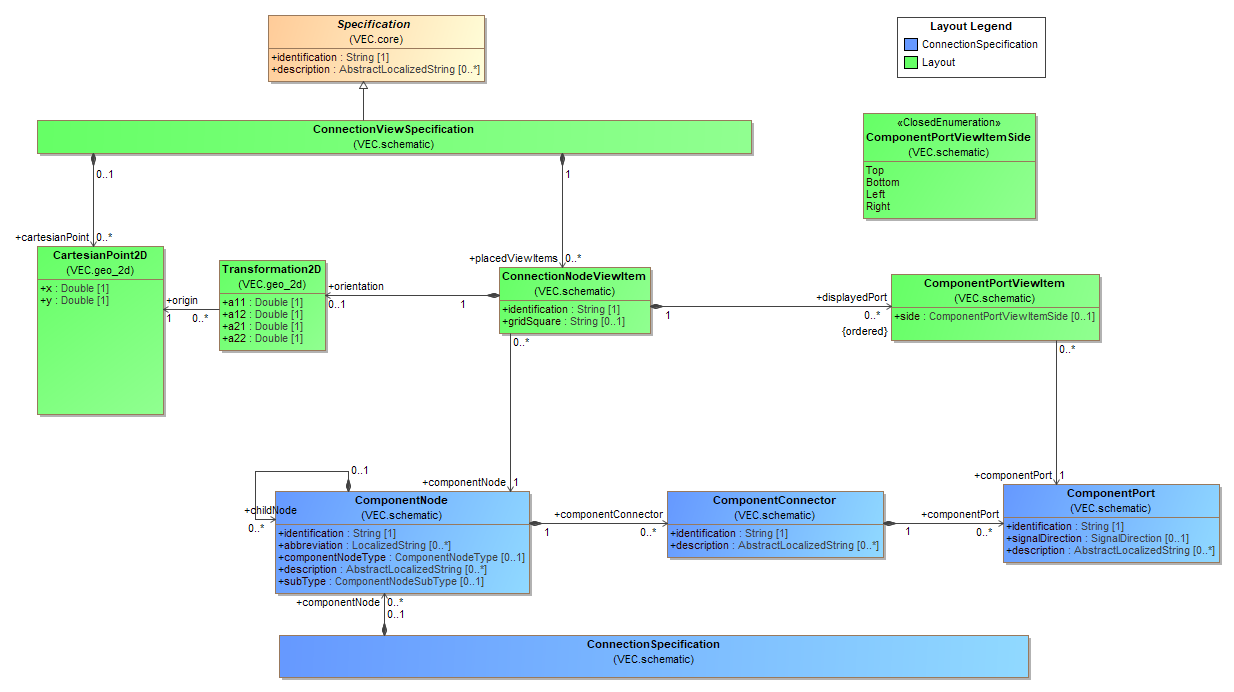 Specification
(VEC.core)
+identification : String [1]
+description : AbstractLocalizedString [0..*]
Layout Legend
ConnectionSpecification
Layout
ConnectionViewSpecification
(VEC.schematic)
«ClosedEnumeration»
ComponentPortViewItemSide
(VEC.schematic)
Top
Bottom
Left
Right
0..1
1
+cartesianPoint 0..*
+placedViewItems 0..*
CartesianPoint2D
(VEC.geo_2d)
+x : Double [1]
+y : Double [1]
+origin
1
0..*
Transformation2D
(VEC.geo_2d)
+a11 : Double [1]
+a12 : Double [1]
+a21 : Double [1]
+a22 : Double [1]
+orientation
0..1
1
ConnectionNodeViewItem
(VEC.schematic)
+identification : String [1]
+gridSquare : String [0..1]
1
+displayedPort
0..*
{ordered}
ComponentPortViewItem
(VEC.schematic)
+side : ComponentPortViewItemSide [0..1]
0..*
0..*
+componentNode 1
+componentPort 1
0..1
+childNode
0..*
ComponentNode
(VEC.schematic)
+identification : String [1]
+abbreviation : LocalizedString [0..*]
+componentNodeType : ComponentNodeType [0..1]
+description : AbstractLocalizedString [0..*]
+subType : ComponentNodeSubType [0..1]
+componentConnector
1
0..*
ComponentConnector
(VEC.schematic)
+identification : String [1]
+description : AbstractLocalizedString [0..*]
+componentPort
1
0..*
ComponentPort
(VEC.schematic)
+identification : String [1]
+signalDirection : SignalDirection [0..1]
+description : AbstractLocalizedString [0..*]
+componentNode 0..*
0..1
ConnectionSpecification
(VEC.schematic)